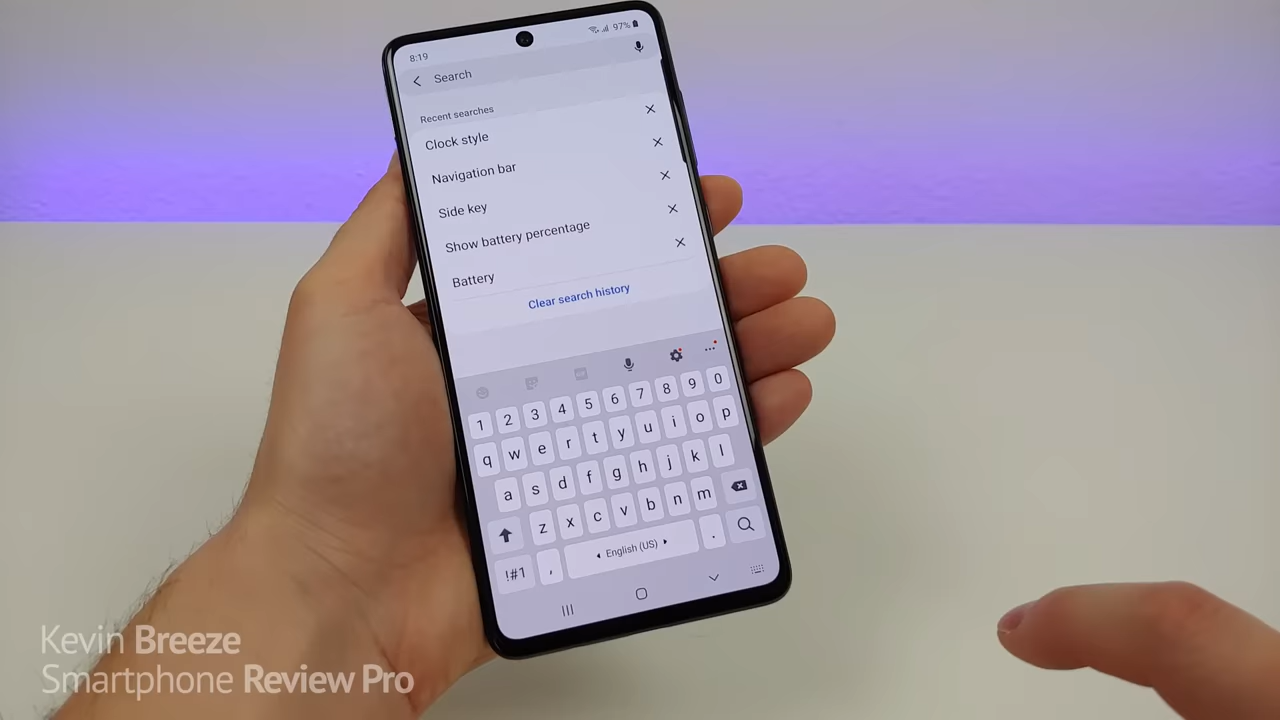 8:19
97%
Search
Recent searches
Clock style
Navigation bar
Side key
Show battery percentage
Battery
Clear search history
1 2 3 4 5 6 7 8 9 0
q w e r t y u i o p
a s d f g h j k l
z x c v b n m
!#1 , English (US) .
Kevin Breeze
Smartphone Review Pro